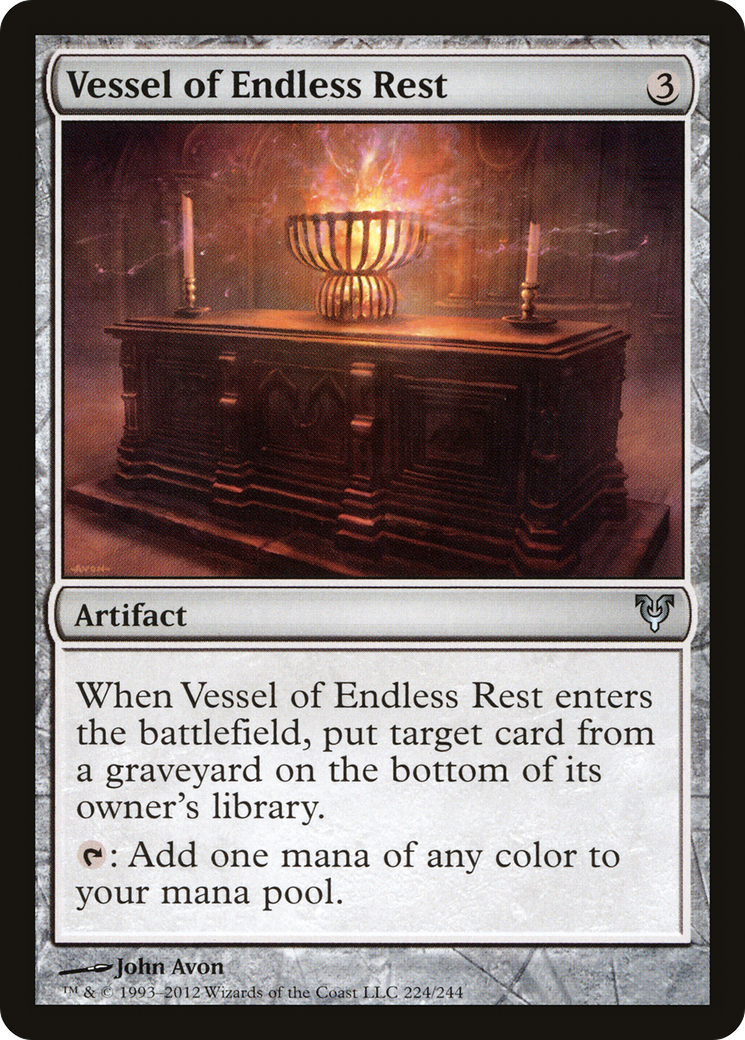 Vessel of Endless Rest 3
-AVON-
Artifact
When Vessel of Endless Rest enters
the battlefield, put target card from
a graveyard on the bottom of its
owner's library.
: Add one mana of any color to
your mana pool.
John Avon
™ & © 1993–2012 Wizards of the Coast LLC 224/244